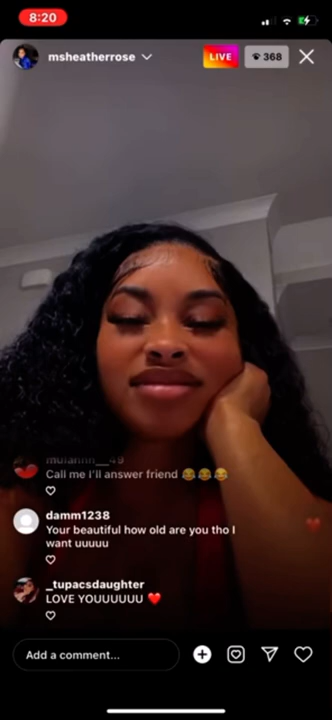 8:20
msheatherrose
LIVE
368
Call me I'll answer friend 😂😂😂
damm1238
Your beautiful how old are you tho I
want uuuuu
_tupacsdaughter
LOVE YOUUUUUU ❤️
Add a comment...